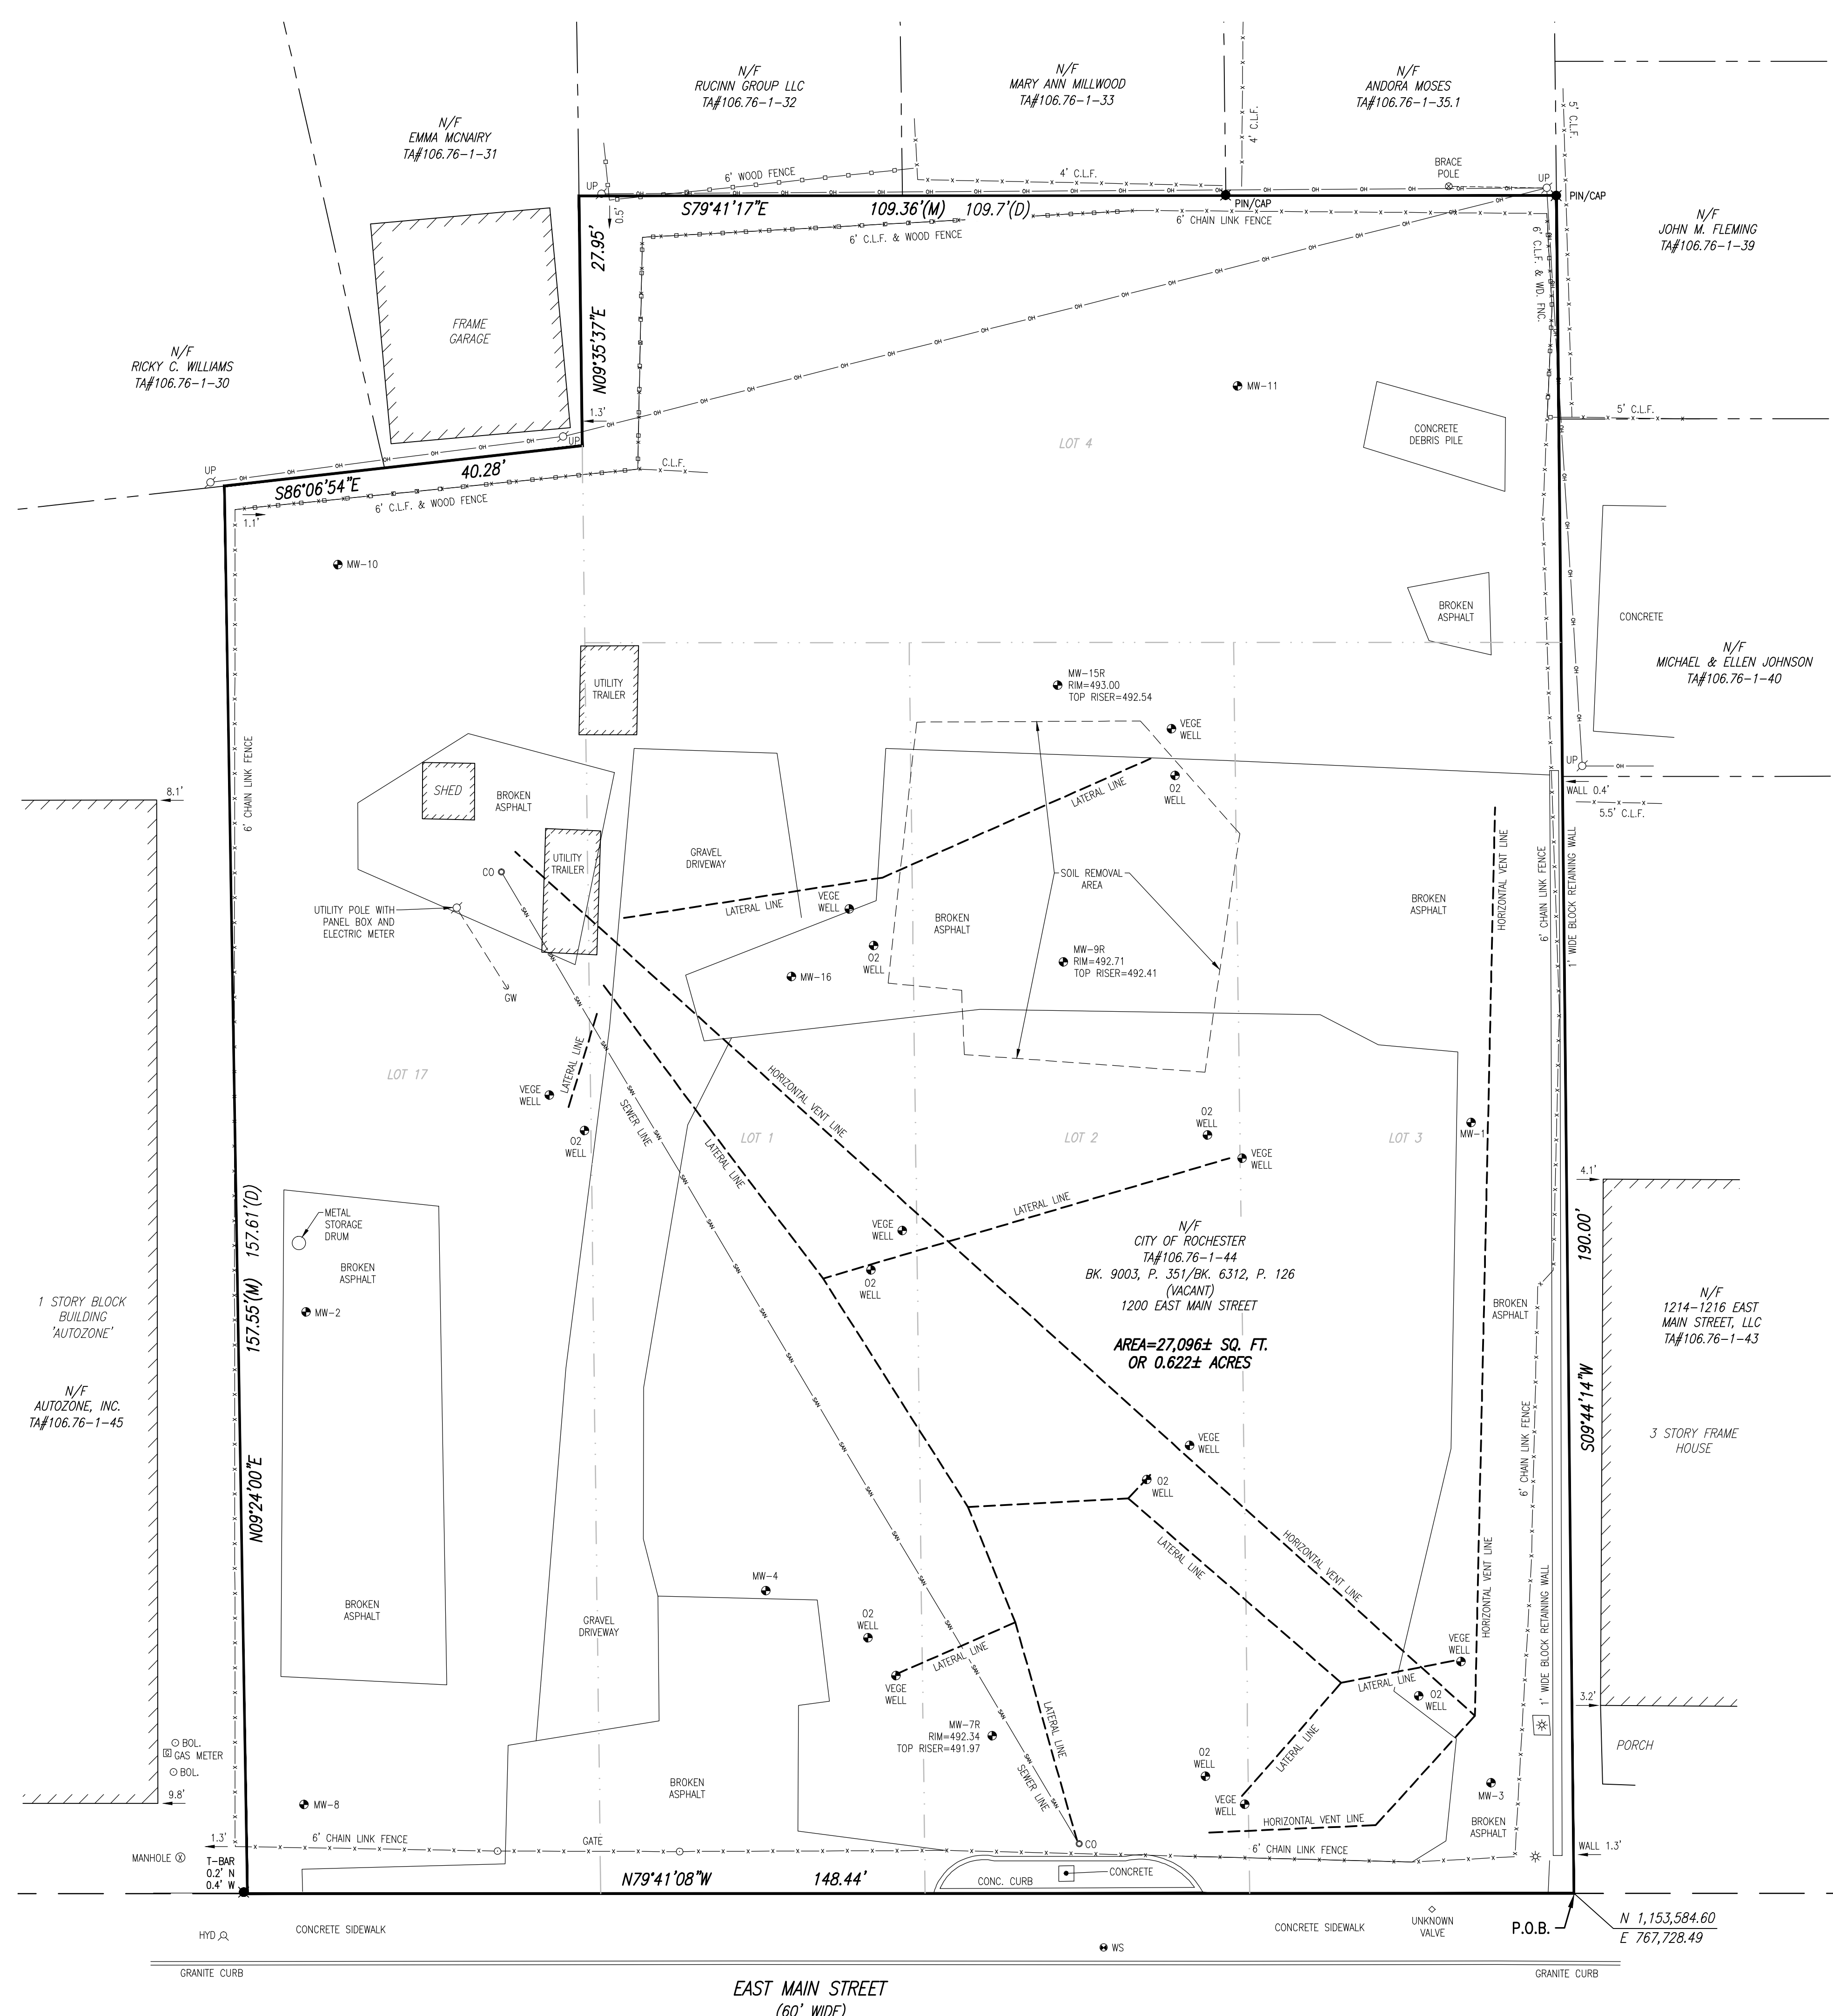 N/F
RUCINN GROUP LLC
TA#106.76-1-32
N/F
MARY ANN MILLWOOD
TA#106.76-1-33
N/F
ANDORA MOSES
TA#106.76-1-35.1
N/F
EMMA MCNAIRY
TA#106.76-1-31
4' C.L.F.
5' C.L.F.
BRACE
POLE
UP
6' WOOD FENCE
4' C.L.F.
UP
PIN/CAP
PIN/CAP
0.5'
S79°41'17"E
109.36'(M)
109.7'(D)
6' CHAIN LINK FENCE
6' C.L.F. & WOOD FENCE
6' C.L.F. & WD. FNC.
N/F
JOHN M. FLEMING
TA#106.76-1-39
27.95'
N09°35'37"E
FRAME
GARAGE
N/F
RICKY C. WILLIAMS
TA#106.76-1-30
1.3'
UP
MW-11
5' C.L.F.
CONCRETE
DEBRIS PILE
LOT 4
UP
S86°06'54"E
40.28'
C.L.F.
6' C.L.F. & WOOD FENCE
1.1'
MW-10
BROKEN
ASPHALT
CONCRETE
N/F
MICHAEL & ELLEN JOHNSON
TA#106.76-1-40
UTILITY
TRAILER
MW-15R
RIM=493.00
TOP RISER=492.54
VEGE
WELL
6' CHAIN LINK FENCE
UP
OH
WALL 0.4'
5.5' C.L.F.
8.1'
SHED
BROKEN
ASPHALT
O2
WELL
LATERAL LINE
UTILITY
TRAILER
GRAVEL
DRIVEWAY
CO
SOIL REMOVAL
AREA
HORIZONTAL VENT LINE
6' CHAIN LINK FENCE
1' WIDE BLOCK RETAINING WALL
VEGE
WELL
LATERAL LINE
BROKEN
ASPHALT
BROKEN
ASPHALT
UTILITY POLE WITH
PANEL BOX AND
ELECTRIC METER
O2
WELL
MW-9R
RIM=492.71
TOP RISER=492.41
MW-16
SAN
GW
LATERAL LINE
LOT 17
VEGE
WELL
HORIZONTAL VENT LINE
SEWER LINE
O2
WELL
LATERAL LINE
LOT 1
LOT 2
LOT 3
O2
WELL
MW-1
VEGE
WELL
4.1'
LATERAL LINE
METAL
STORAGE
DRUM
BROKEN
ASPHALT
VEGE
WELL
O2
WELL
N/F
CITY OF ROCHESTER
TA#106.76-1-44
BK. 9003, P. 351/BK. 6312, P. 126
(VACANT)
1200 EAST MAIN STREET
AREA=27,096± SQ. FT.
OR 0.622± ACRES
190.00'
S09°44'14"W
BROKEN
ASPHALT
N/F
1214-1216 EAST
MAIN STREET, LLC
TA#106.76-1-43
157.61'(D)
157.55'(M)
N09°24'00"E
1 STORY BLOCK
BUILDING
'AUTOZONE'
MW-2
N/F
AUTOZONE, INC.
TA#106.76-1-45
3 STORY FRAME
HOUSE
VEGE
WELL
O2
WELL
6' CHAIN LINK FENCE
LATERAL LINE
HORIZONTAL VENT LINE
HORIZONTAL VENT LINE
1' WIDE BLOCK RETAINING WALL
MW-4
BROKEN
ASPHALT
GRAVEL
DRIVEWAY
O2
WELL
LATERAL LINE
VEGE
WELL
VEGE
WELL
LATERAL LINE
O2
WELL
3.2'
PORCH
MW-7R
RIM=492.34
TOP RISER=491.97
LATERAL LINE
LATERAL LINE
BOL.
GAS METER
BOL.
9.8'
BROKEN
ASPHALT
SEWER LINE
O2
WELL
VEGE
WELL
MW-3
MW-8
HORIZONTAL VENT LINE
BROKEN
ASPHALT
1.3'
6' CHAIN LINK FENCE
GATE
CO
6' CHAIN LINK FENCE
WALL 1.3'
MANHOLE
T-BAR
0.2' N
0.4' W
N79°41'08"W
148.44'
CONC. CURB
CONCRETE
HYD
CONCRETE SIDEWALK
CONCRETE SIDEWALK
UNKNOWN
VALVE
P.O.B.
N 1,153,584.60
E 767,728.49
WS
GRANITE CURB
GRANITE CURB
EAST MAIN STREET
(60' WIDE)